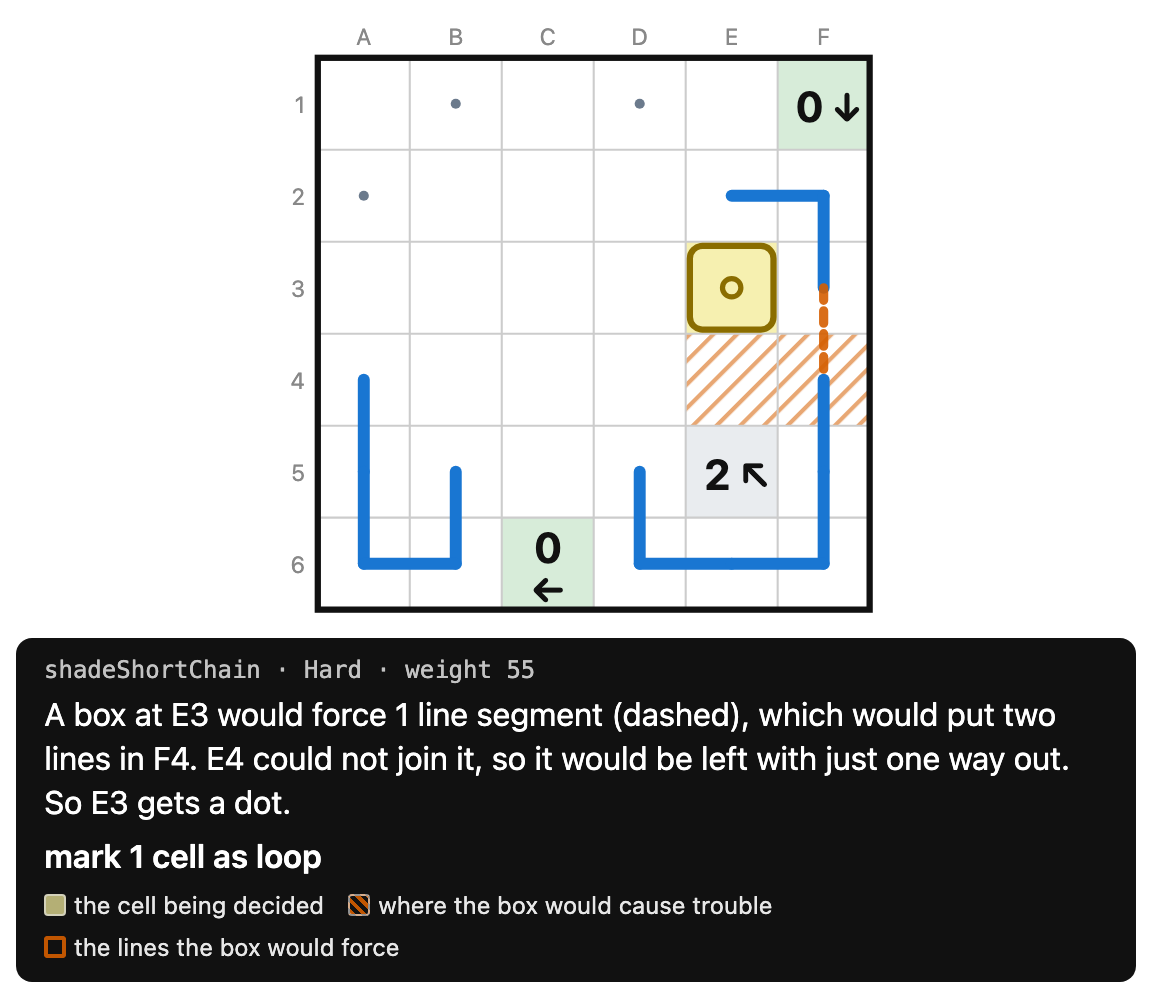 A B C D E F
1 0 ↓
2
3
4
5 2 ↖
6 0
←
shadeShortChain · Hard · weight 55
A box at E3 would force 1 line segment (dashed), which would put two
lines in F4. E4 could not join it, so it would be left with just one way out.
So E3 gets a dot.
mark 1 cell as loop
the cell being decided where the box would cause trouble
the lines the box would force